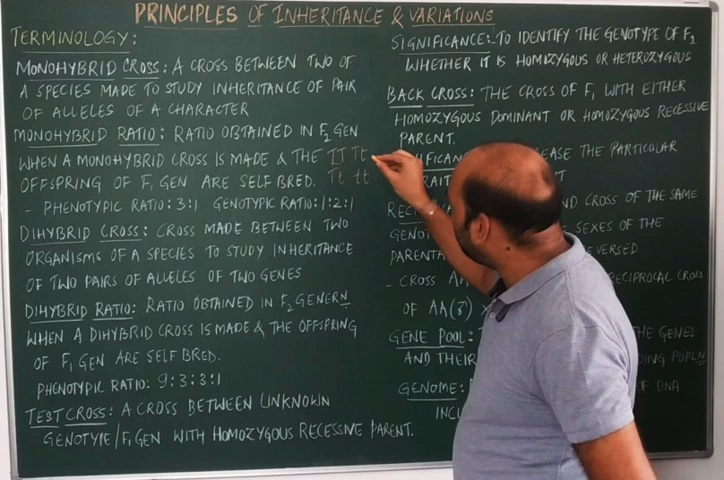 PRINCIPLES OF INHERITANCE & VARIATIONS
TERMINOLOGY:
MONOHYBRID CROSS: A CROSS BETWEEN TWO OF
A SPECIES MADE TO STUDY INHERITANCE OF PAIR
OF ALLELES OF A CHARACTER
MONOHYBRID RATIO: RATIO OBTAINED IN F2 GEN
WHEN A MONOHYBRID CROSS IS MADE & THE TT Tt
OFFSPRING OF F1 GEN ARE SELF BRED. Tt tt
- PHENOTYPIC RATIO: 3:1 GENOTYPIC RATIO: 1:2:1
DIHYBRID CROSS: CROSS MADE BETWEEN TWO
ORGANISMS OF A SPECIES TO STUDY INHERITANCE
OF TWO PAIRS OF ALLELES OF TWO GENES
DIHYBRID RATIO: RATIO OBTAINED IN F2 GENERN
WHEN A DIHYBRID CROSS IS MADE & THE OFFSPRING
OF F1 GEN ARE SELF BRED.
PHENOTYPIC RATIO: 9:3:3:1
TEST CROSS: A CROSS BETWEEN UNKNOWN
GENOTYPE/F1 GEN WITH HOMOZYGOUS RECESSIVE PARENT.
SIGNIFICANCE:- TO IDENTIFY THE GENOTYPE OF F1
WHETHER IT IS HOMOZYGOUS OR HETEROZYGOUS
BACK CROSS: THE CROSS OF F1 WITH EITHER
HOMOZYGOUS DOMINANT OR HOMOZYGOUS RECESSIVE
PARENT.
EASE THE PARTICULAR
ND CROSS OF THE SAME
SEXES OF THE
PARENTA
- CROSS RECIPROCAL CROSS
OF AA(♂)
GENE POOL: THE GENES
AND THEIR DING POPLN
GENOME: OF DNA
INCL